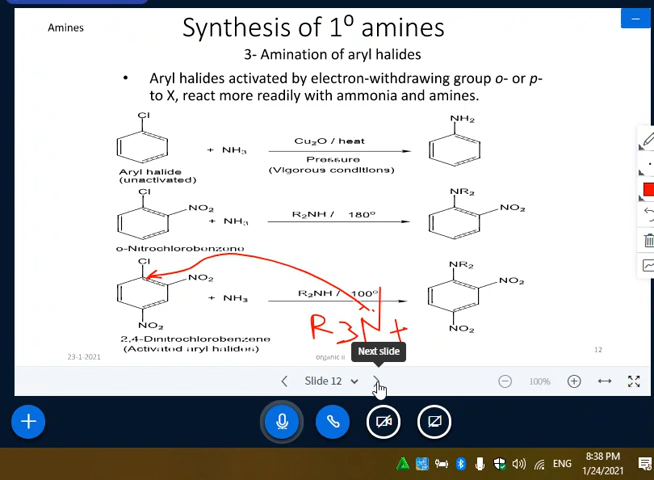 Amines
Synthesis of 1⁰ amines
3- Amination of aryl halides
• Aryl halides activated by electron-withdrawing group o- or p-
to X, react more readily with ammonia and amines.
Cl
+ NH₃
Cu₂O / heat
Pressure
(Vigorous conditions)
NH₂
Aryl halide
(unactivated)
Cl
NO₂
+ NH₃
R₂NH / 180°
NR₂
NO₂
o-Nitrochlorobenzene
Cl
NO₂
+ NH₃
R₂NH / 100°
NR₂
NO₂
NO₂
NO₂
R3N+
2,4-Dinitrochlorobenzene
(Activated aryl halides)
23-1-2021
organic II
12
Next slide
Slide 12
100%
ENG
8:38 PM
1/24/2021